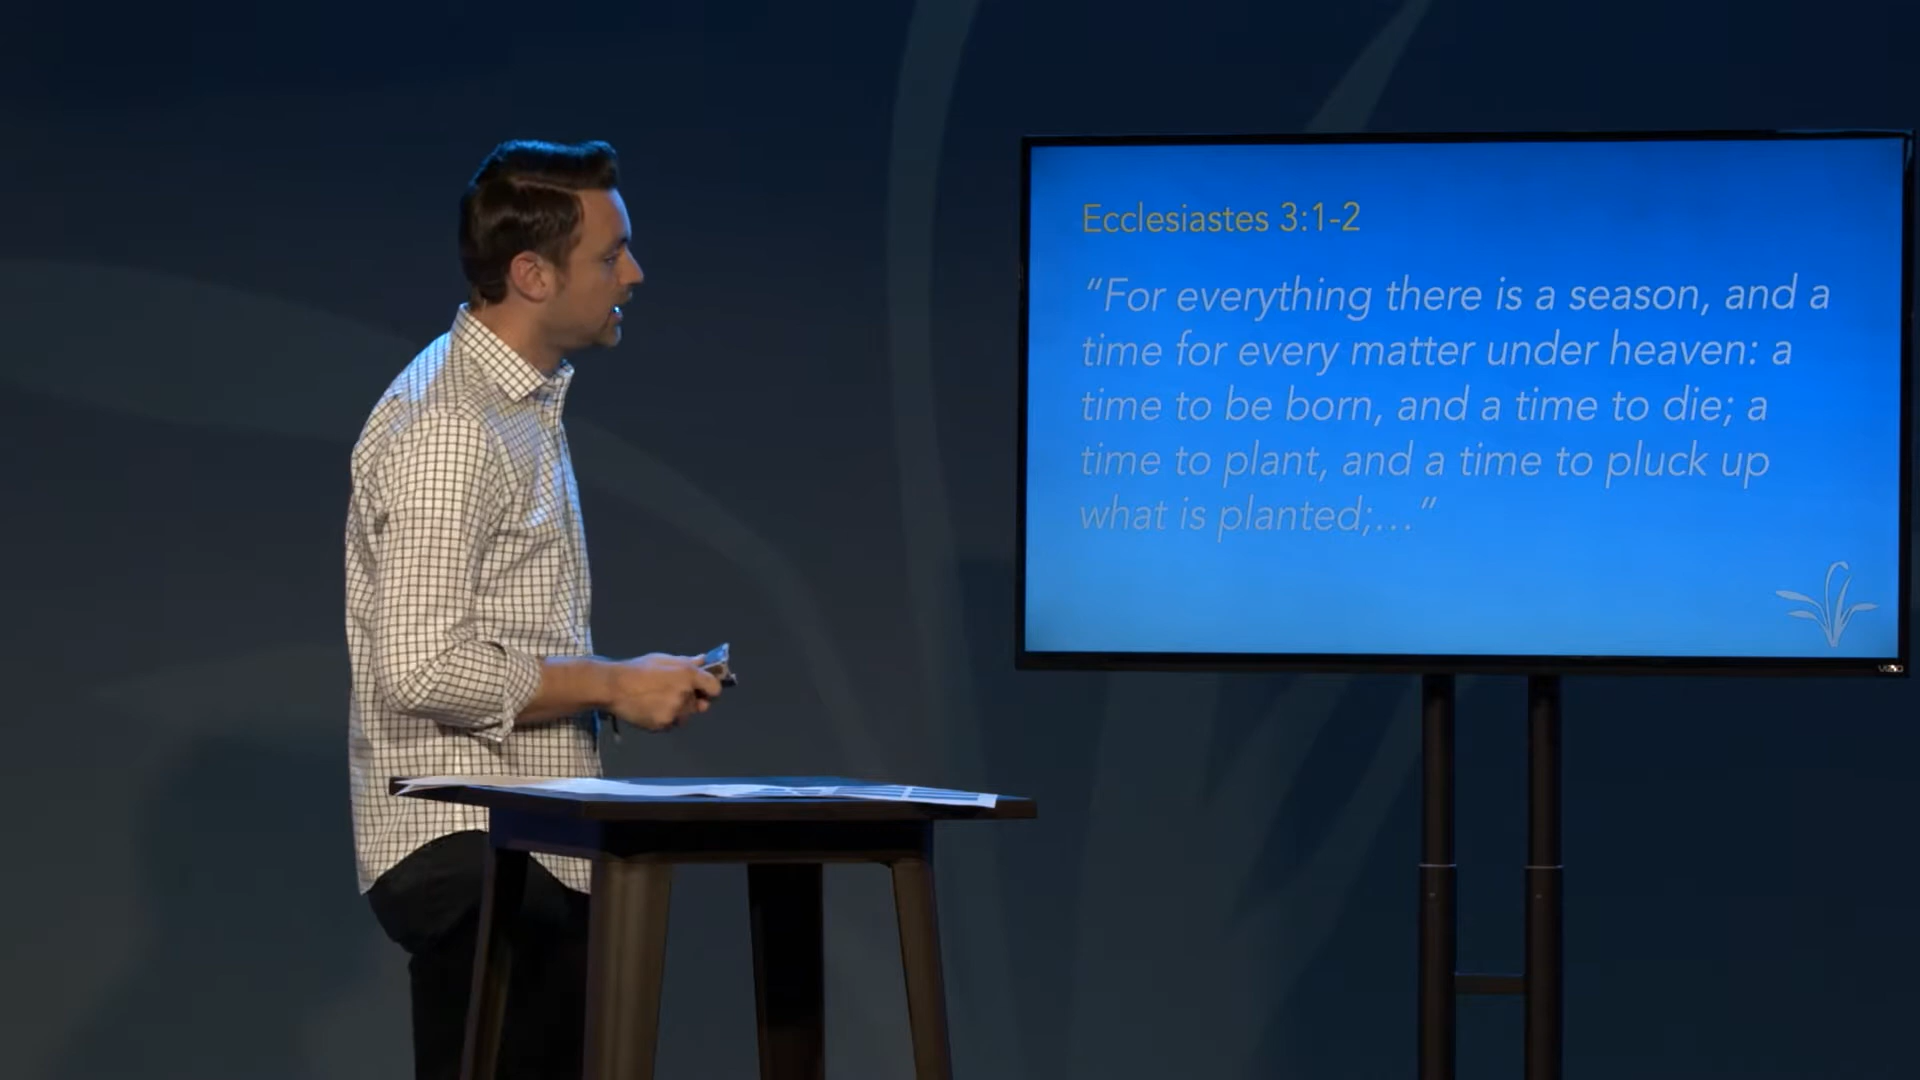 Ecclesiastes 3:1-2
“For everything there is a season, and a
time for every matter under heaven: a
time to be born, and a time to die; a
time to plant, and a time to pluck up
what is planted;...”
VIZIO